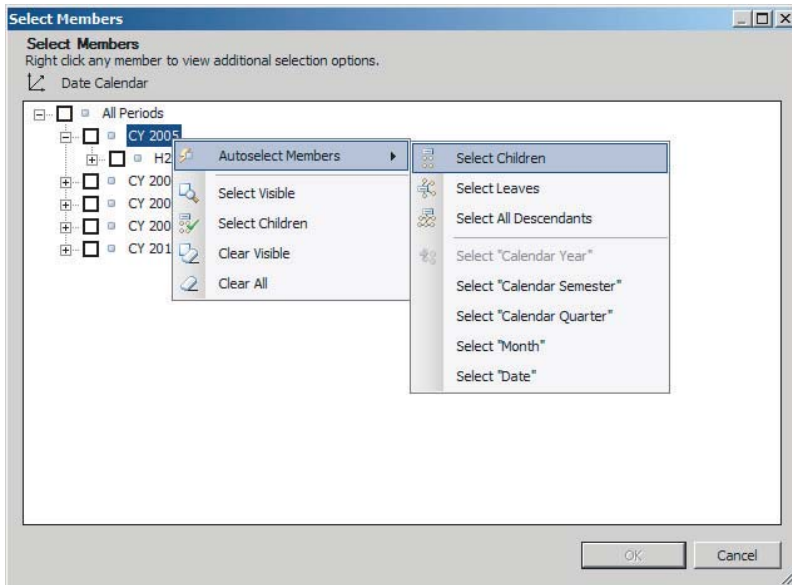 Select Members
Select Members
Right click any member to view additional selection options.
Date Calendar
All Periods
CY 2005
H2
CY 200
CY 200
CY 200
CY 201
Autoselect Members
Select Visible
Select Children
Clear Visible
Clear All
Select Children
Select Leaves
Select All Descendants
Select "Calendar Year"
Select "Calendar Semester"
Select "Calendar Quarter"
Select "Month"
Select "Date"
OK
Cancel